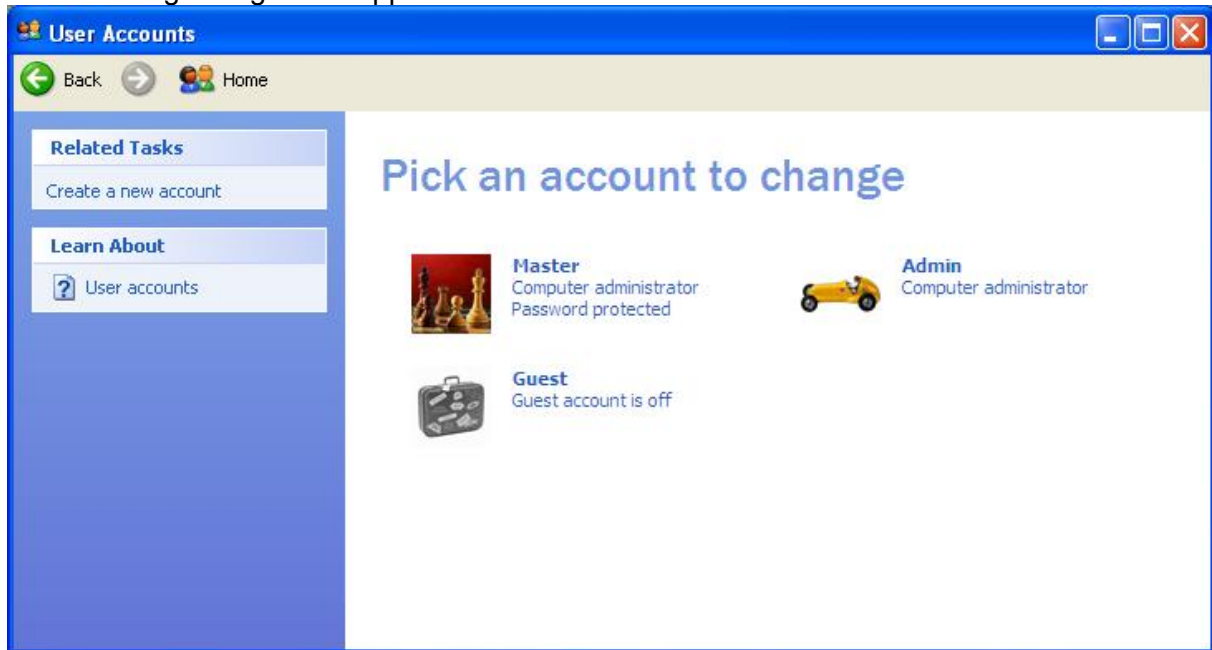 User Accounts
Back Home
Related Tasks
Create a new account
Learn About
User accounts
Pick an account to change
Master
Computer administrator
Password protected
Admin
Computer administrator
Guest
Guest account is off